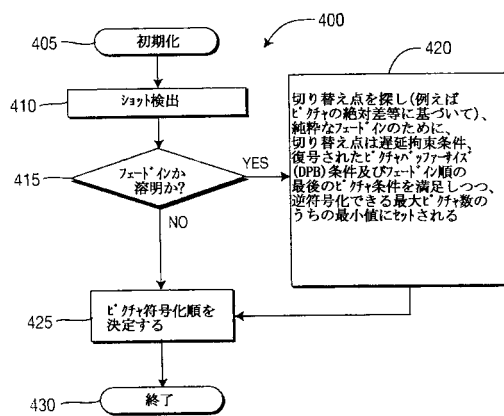 400
405
初期化
410
ショット検出
415
フェードインか
溶明か?
YES
NO
420
切り替え点を探し(例えば
ピクチャの絶対差等に基づいて)、
純粋なフェードインのために、
切り替え点は遅延拘束条件、
復号されたピクチャバッファーサイズ
(DPB)条件及びフェードイン順の
最後のピクチャ条件を満足しつつ、
逆符号化できる最大ピクチャ数の
うちの最小値にセットされる
425
ピクチャ符号化順を
決定する
430
終了